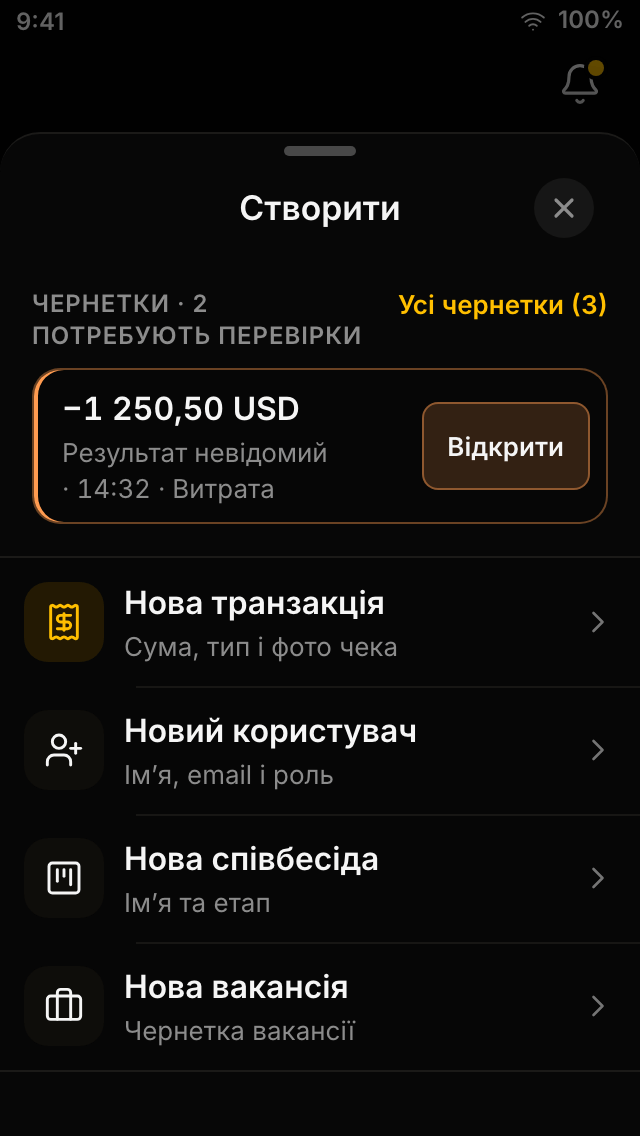 9:41
100%
Створити
ЧЕРНЕТКИ · 2
ПОТРЕБУЮТЬ ПЕРЕВІРКИ
Усі чернетки (3)
−1 250,50 USD
Результат невідомий
· 14:32 · Витрата
Відкрити
Нова транзакція
Сума, тип і фото чека
Новий користувач
Ім’я, email і роль
Нова співбесіда
Ім’я та етап
Нова вакансія
Чернетка вакансії